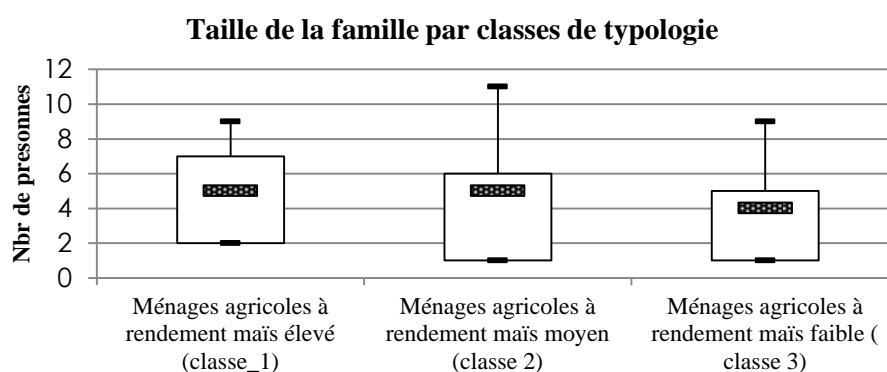 Taille de la famille par classes de typologie
Nbr de presonnes
12
10
8
6
4
2
0
Ménages agricoles à
rendement maïs élevé
(classe_1)
Ménages agricoles à
rendement maïs moyen
(classe 2)
Ménages agricoles à
rendement maïs faible (
classe 3)